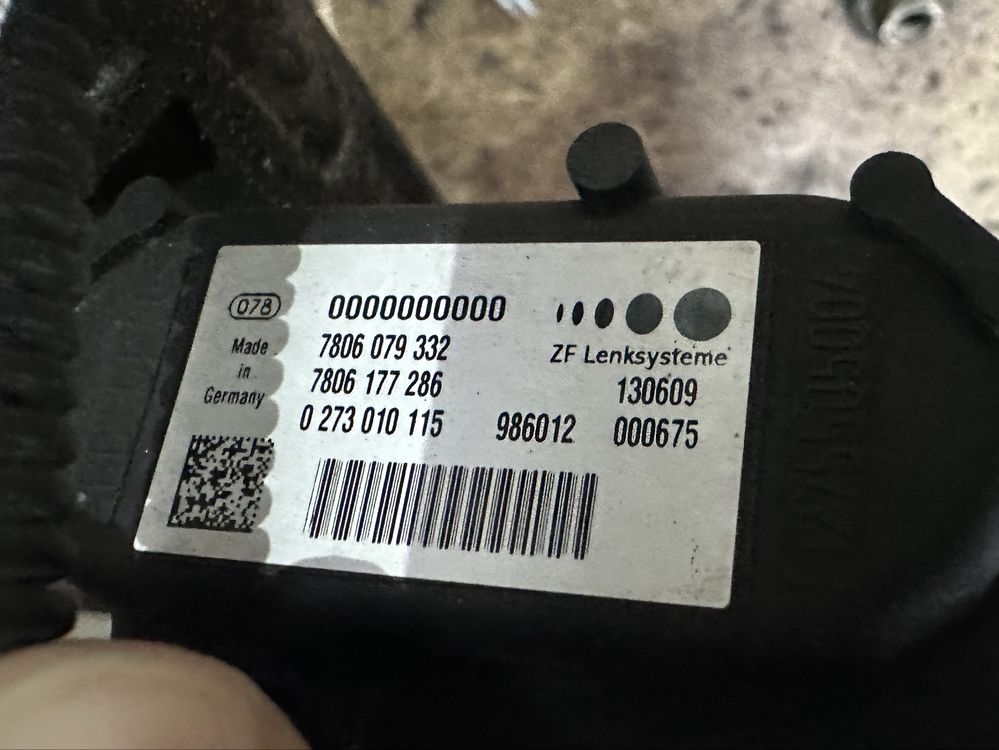 078
0000000000
Made
in
Germany
7806 079 332
7806 177 286
0 273 010 115
986012
ZF Lenksysteme
130609
000675